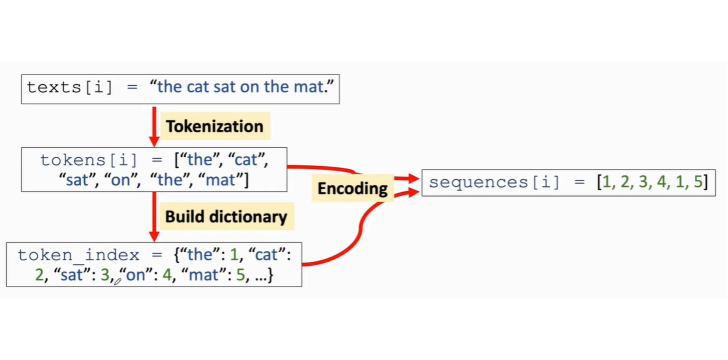 texts[i] = “the cat sat on the mat.”
Tokenization
tokens[i] = [“the”, “cat”,
“sat”, “on”, “the”, “mat”]
Encoding
sequences[i] = [1, 2, 3, 4, 1, 5]
Build dictionary
token_index = {“the”: 1, “cat”:
2, “sat”: 3, “on”: 4, “mat”: 5, …}